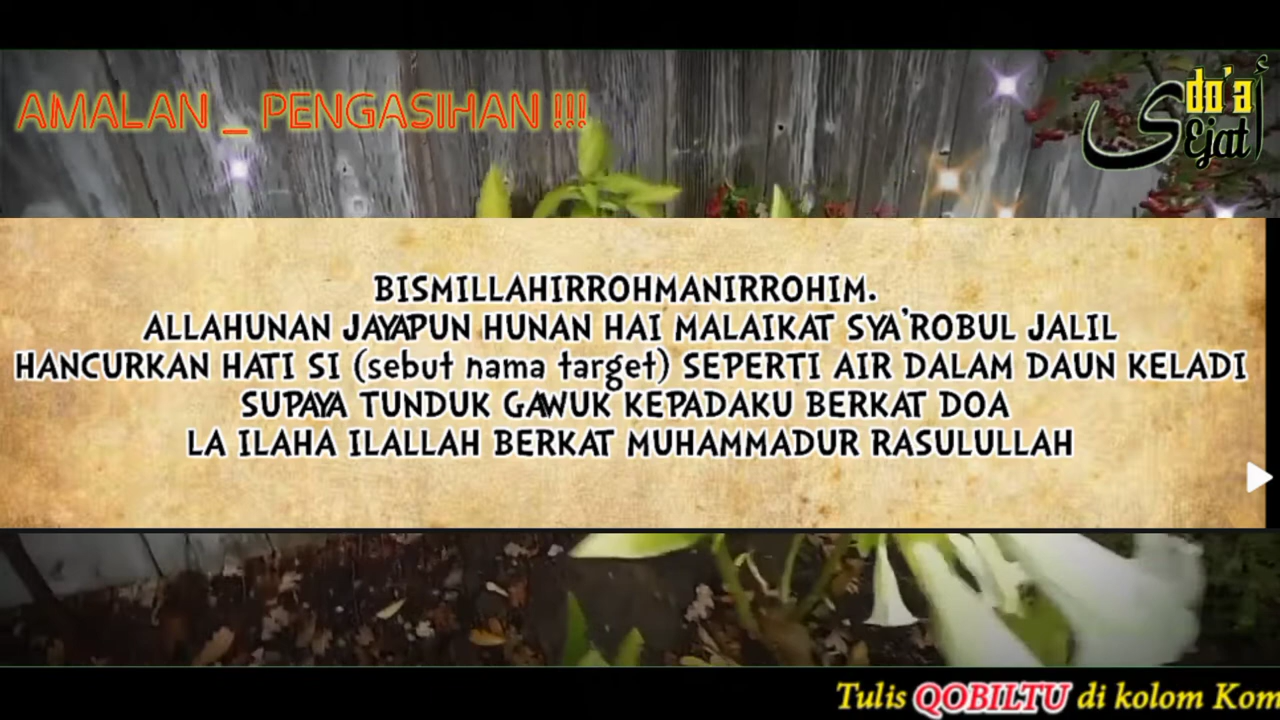 AMALAN _ PENGASIHAN !!!
do'a
Ejati
BISMILLAHIRROHMANIRROHIM.
ALLAHUNAN JAYAPUN HUNAN HAI MALAIKAT SYA'ROBUL JALIL
HANCURKAN HATI SI (sebut nama target) SEPERTI AIR DALAM DAUN KELADI
SUPAYA TUNDUK GAWUK KEPADAKU BERKAT DOA
LA ILAHA ILALLAH BERKAT MUHAMMADUR RASULULLAH
Tulis QOBILTU di kolom Kom